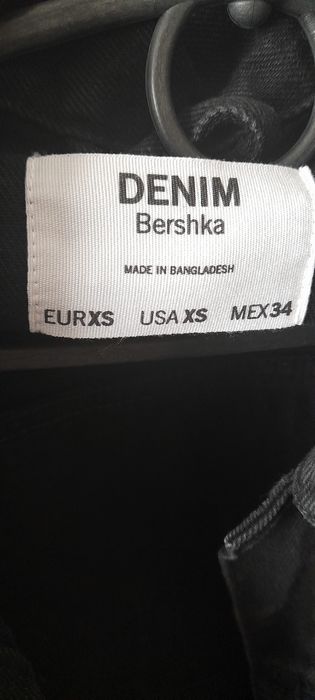 DENIM
Bershka
MADE IN BANGLADESH
EURXS USA XS MEX34